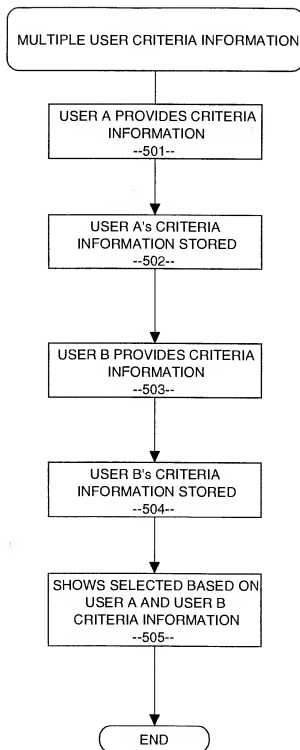 MULTIPLE USER CRITERIA INFORMATION
USER A PROVIDES CRITERIA
INFORMATION
--501--
USER A's CRITERIA
INFORMATION STORED
--502--
USER B PROVIDES CRITERIA
INFORMATION
--503--
USER B's CRITERIA
INFORMATION STORED
--504--
SHOWS SELECTED BASED ON
USER A AND USER B
CRITERIA INFORMATION
--505--
END